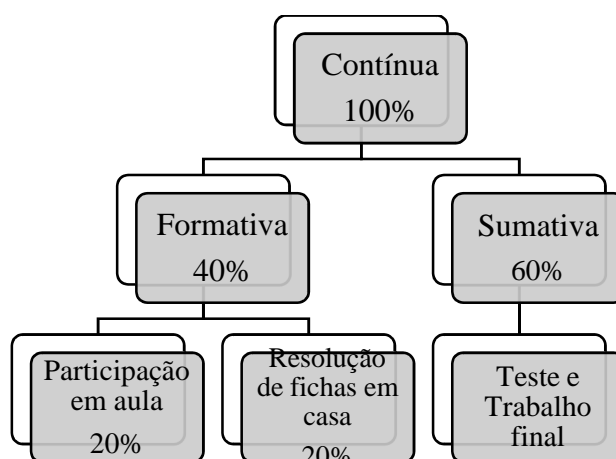 Contínua
100%
Formativa
40%
Sumativa
60%
Participação
em aula
20%
Resolução
de fichas em
casa
20%
Teste e
Trabalho
final